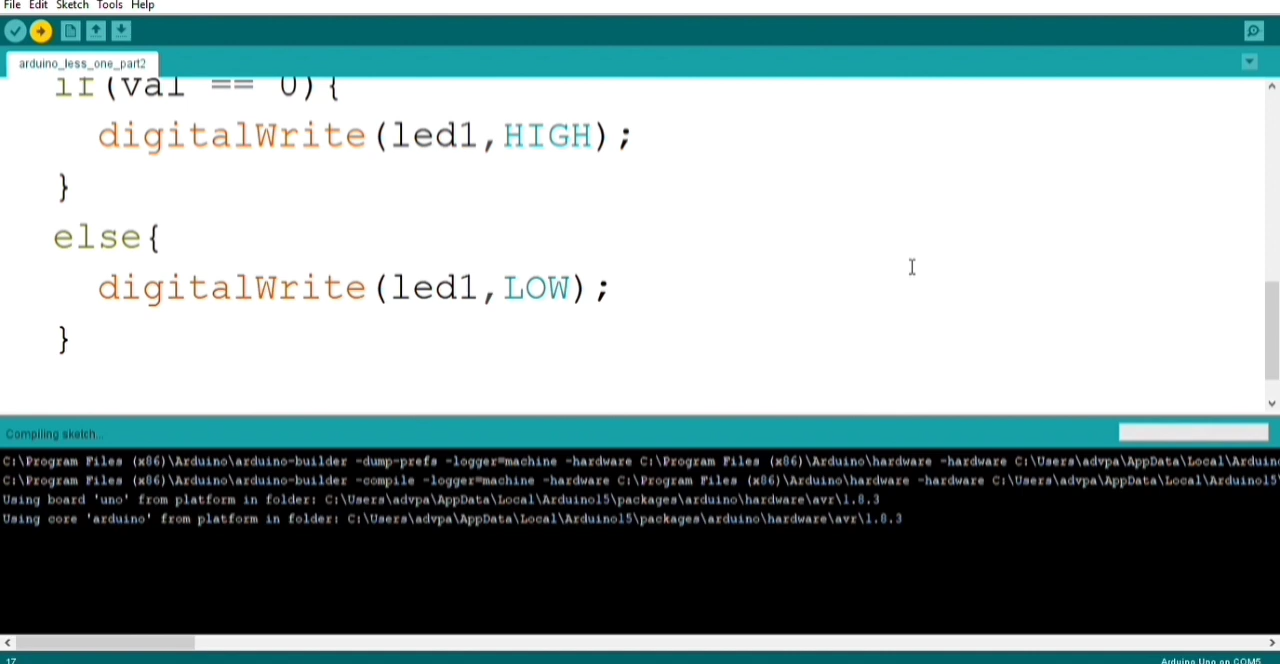 File Edit Sketch Tools Help
arduino_less_one_part2
if(val == 0){
digitalWrite(led1,HIGH);
}
else{
digitalWrite(led1,LOW);
}
Compiling sketch...
C:\Program Files (x86)\Arduino\arduino-builder -dump-prefs -logger=machine -hardware C:\Program Files (x86)\Arduino\hardware -hardware C:\Users\advpa\AppData\Local\Arduin
C:\Program Files (x86)\Arduino\arduino-builder -compile -logger=machine -hardware C:\Program Files (x86)\Arduino\hardware -hardware C:\Users\advpa\AppData\Local\Arduino15\
Using board 'uno' from platform in folder: C:\Users\advpa\AppData\Local\Arduino15\packages\arduino\hardware\avr\1.8.3
Using core 'arduino' from platform in folder: C:\Users\advpa\AppData\Local\Arduino15\packages\arduino\hardware\avr\1.8.3
17
Arduino Uno on COM5